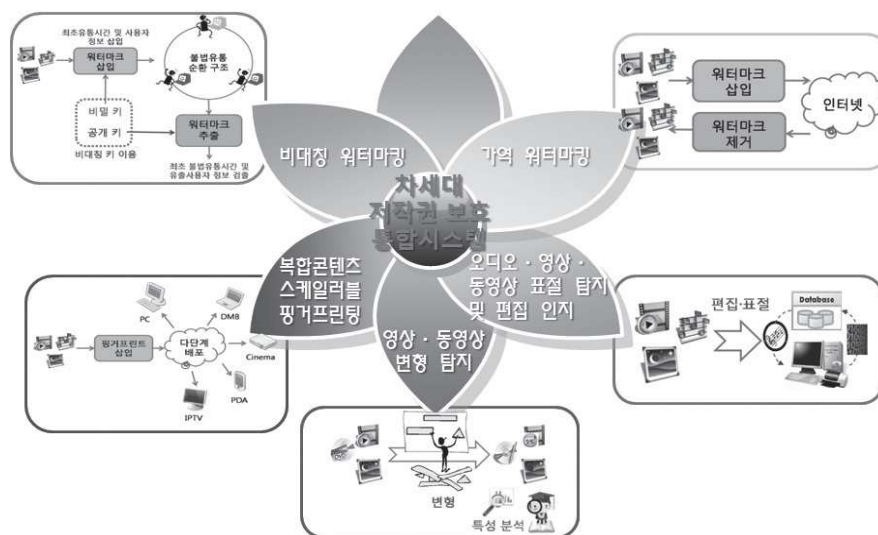 최초유통시간 및 사용자
정보 삽입
워터마크
삽입
불법유통
순환 구조
비밀 키
공개 키
비대칭 키 이용
워터마크
추출
최초 불법유통시간 및
유출사용자 정보 검출
워터마크
삽입
인터넷
워터마크
제거
비대칭 워터마킹
가역 워터마킹
차세대
저작권 보호
통합시스템
복합콘텐츠
스케일러블
핑거프린팅
오디오·영상·
동영상 표절 탐지
및 편집 인지
영상·동영상
변형 탐지
PC
DMB
핑거프린트
삽입
다단계
배포
Cinema
PDA
IPTV
편집·표절
Database
변형
특성 분석